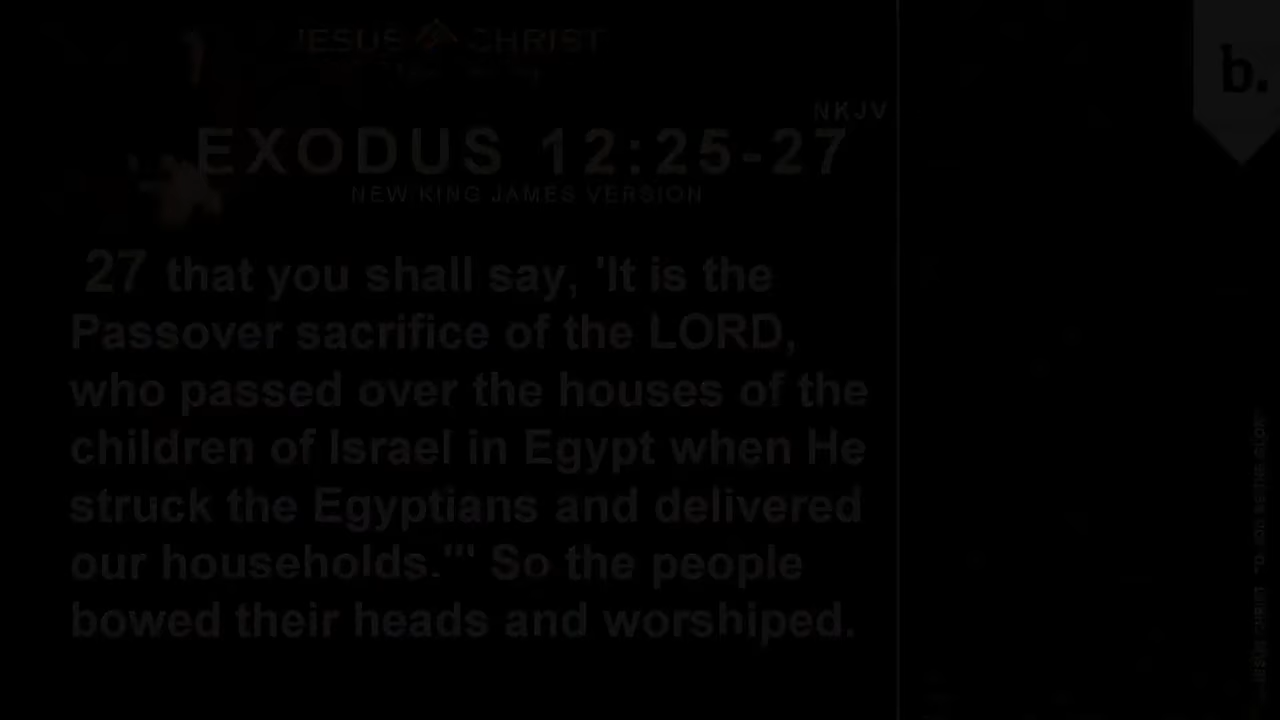 JESUS CHRIST
NKJV
EXODUS 12:25-27
NEW KING JAMES VERSION
27 that you shall say, 'It is the
Passover sacrifice of the LORD,
who passed over the houses of the
children of Israel in Egypt when He
struck the Egyptians and delivered
our households.'" So the people
bowed their heads and worshiped.
b.